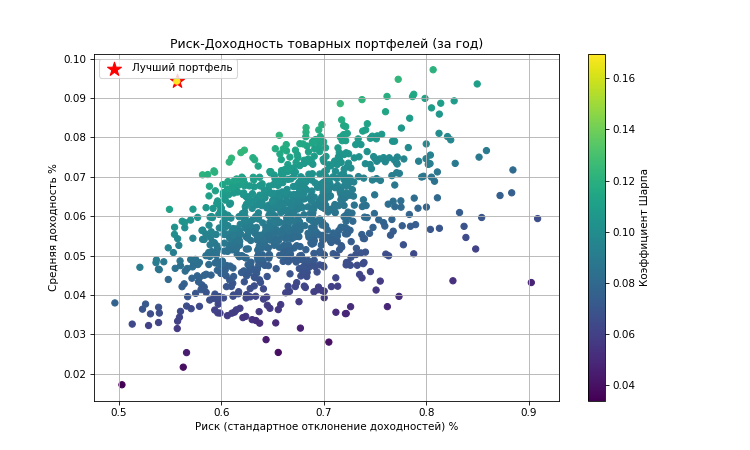 Риск-Доходность товарных портфелей (за год)
Лучший портфель
Средняя доходность %
0.10
0.09
0.08
0.07
0.06
0.05
0.04
0.03
0.02
0.5 0.6 0.7 0.8 0.9
Риск (стандартное отклонение доходностей) %
0.16
0.14
0.12
0.10
0.08
0.06
0.04
Коэффициент Шарпа